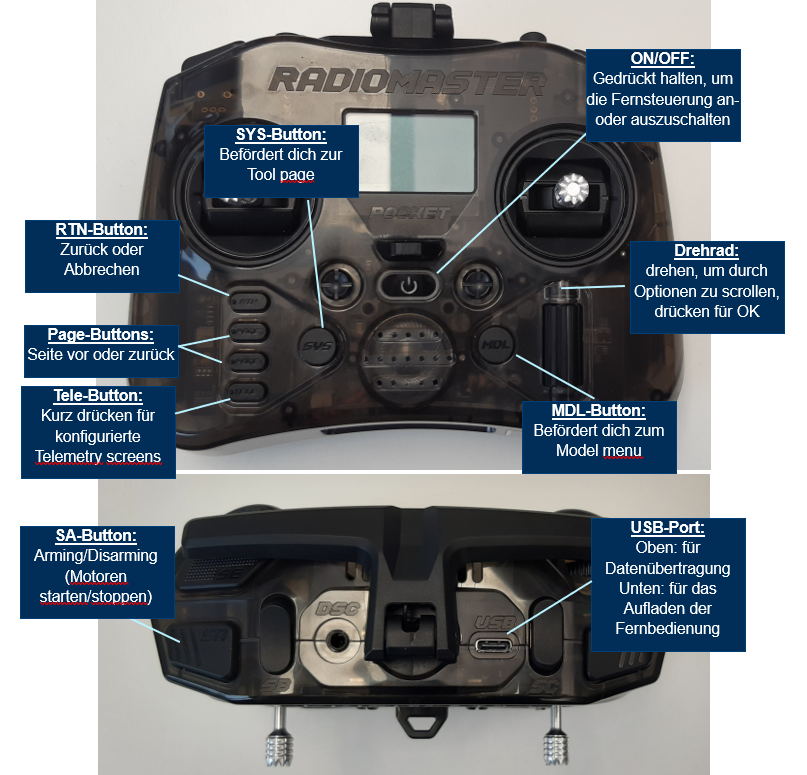 RADIOMASTER
ON/OFF:
Gedrückt halten, um
die Fernsteuerung an-
oder auszuschalten
SYS-Button:
Befördert dich zur
Tool page
POCKET
RTN-Button:
Zurück oder
Abbrechen
Drehrad:
drehen, um durch
Optionen zu scrollen,
drücken für OK
Page-Buttons:
Seite vor oder zurück
SYS
MDL
Tele-Button:
Kurz drücken für
konfigurierte
Telemetry screens
MDL-Button:
Befördert dich zum
Model menu
SA-Button:
Arming/Disarming
(Motoren
starten/stoppen)
USB-Port:
Oben: für
Datenübertragung
Unten: für das
Aufladen der
Fernbedienung
DSC
USB